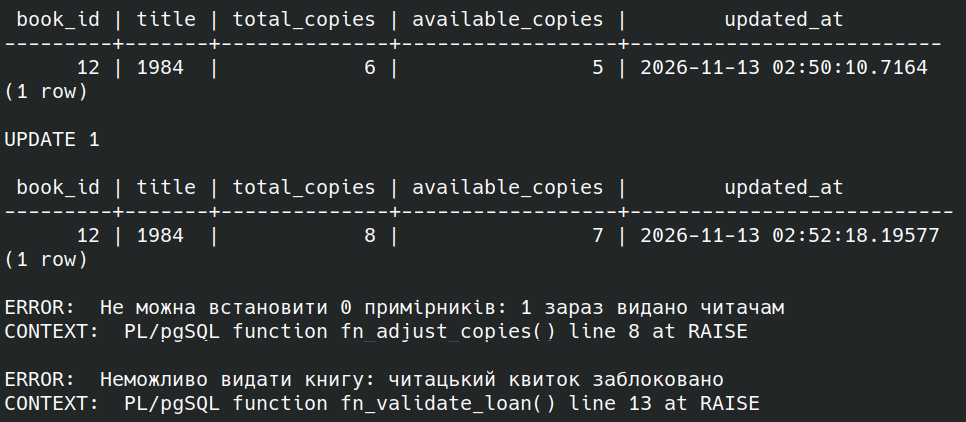 book_id | title | total_copies | available_copies |        updated_at
---------+-------+--------------+------------------+--------------------------
      12 | 1984  |            6 |                5 | 2026-11-13 02:50:10.7164
(1 row)

UPDATE 1

 book_id | title | total_copies | available_copies |        updated_at
---------+-------+--------------+------------------+---------------------------
      12 | 1984  |            8 |                7 | 2026-11-13 02:52:18.19577
(1 row)

ERROR:  Не можна встановити 0 примірників: 1 зараз видано читачам
CONTEXT:  PL/pgSQL function fn_adjust_copies() line 8 at RAISE

ERROR:  Неможливо видати книгу: читацький квиток заблоковано
CONTEXT:  PL/pgSQL function fn_validate_loan() line 13 at RAISE